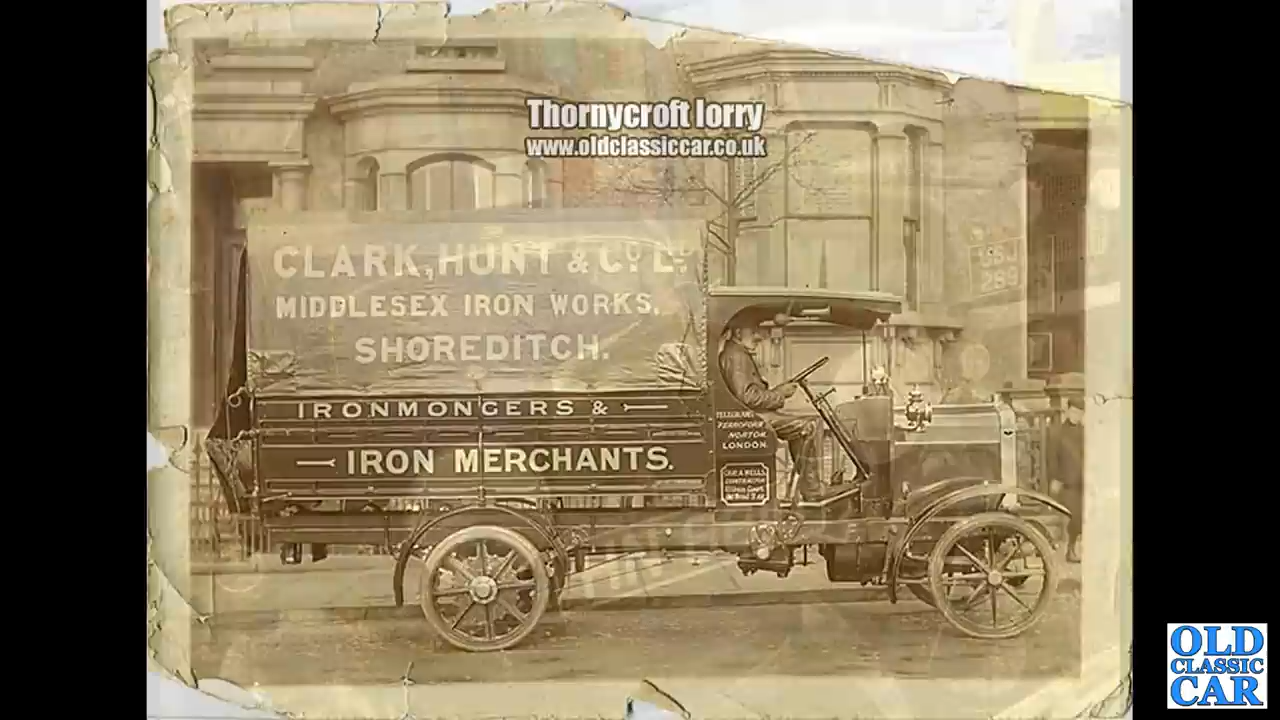 Thornycroft lorry
www.oldclassiccar.co.uk
CLARK, HUNT & Co. Ld.
MIDDLESEX IRON WORKS,
SHOREDITCH.
IRONMONGERS &
IRON MERCHANTS.
NORTON,
LONDON.
OLD
CLASSIC
CAR